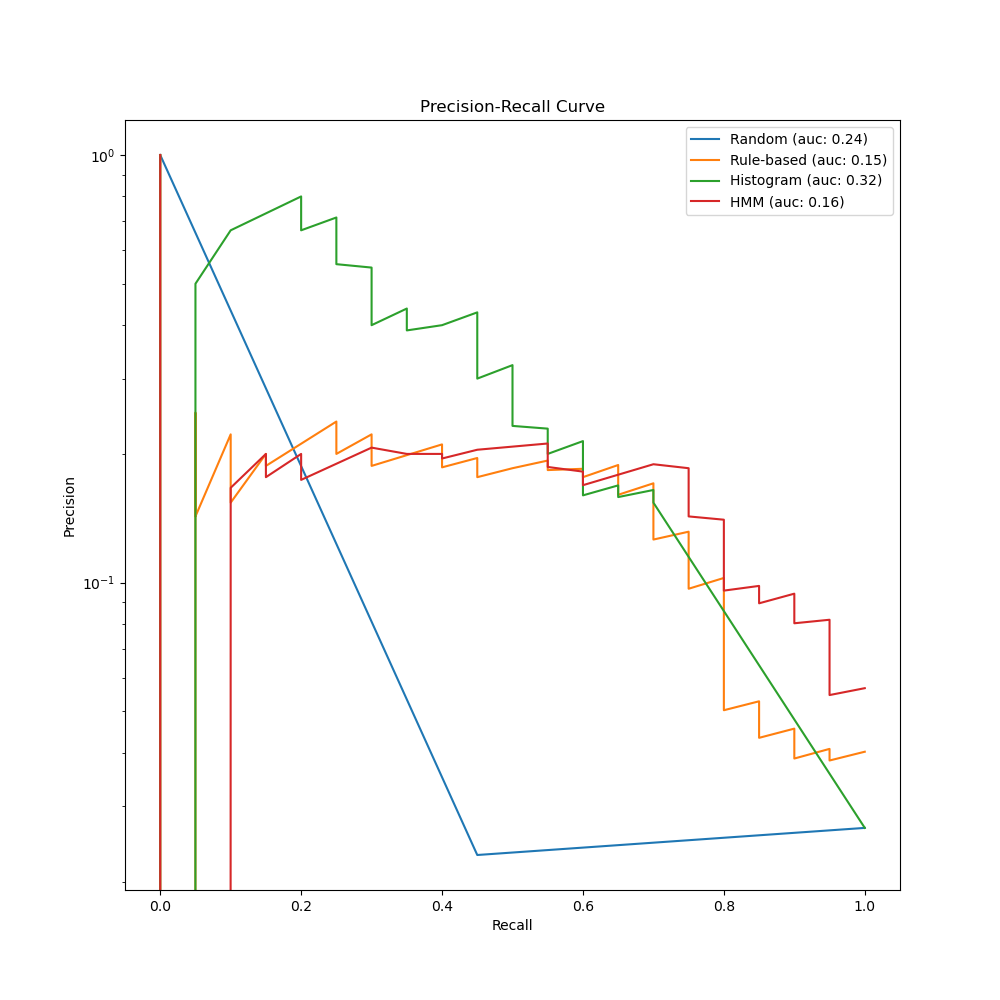 Precision-Recall Curve
Random (auc: 0.24)
Rule-based (auc: 0.15)
Histogram (auc: 0.32)
HMM (auc: 0.16)
10⁰
10⁻¹
Precision
0.0 0.2 0.4 0.6 0.8 1.0
Recall